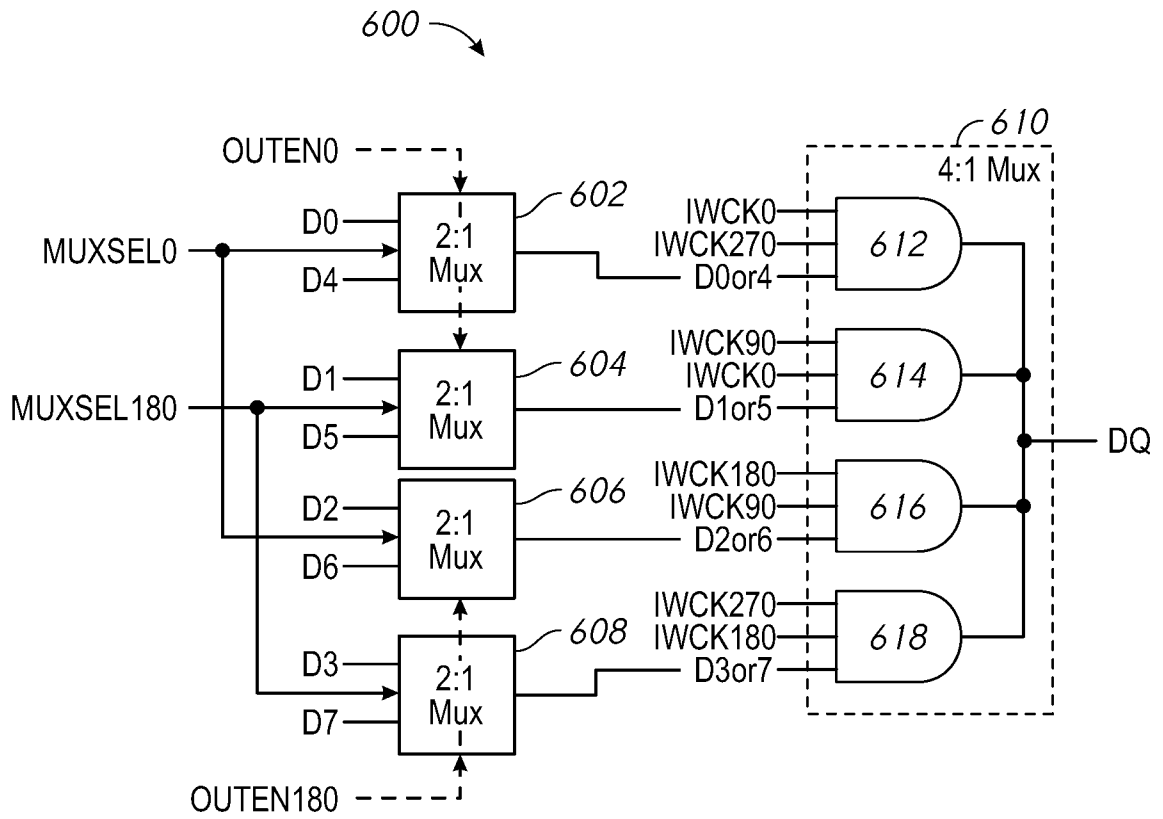 600
610
4:1 Mux
OUTEN0
602
D0
MUXSEL0
D4
2:1
Mux
IWCK0
IWCK270
D0or4
612
604
D1
MUXSEL180
D5
2:1
Mux
IWCK90
IWCK0
D1or5
614
DQ
606
D2
D6
2:1
Mux
IWCK180
IWCK90
D2or6
616
608
D3
D7
2:1
Mux
IWCK270
IWCK180
D3or7
618
OUTEN180